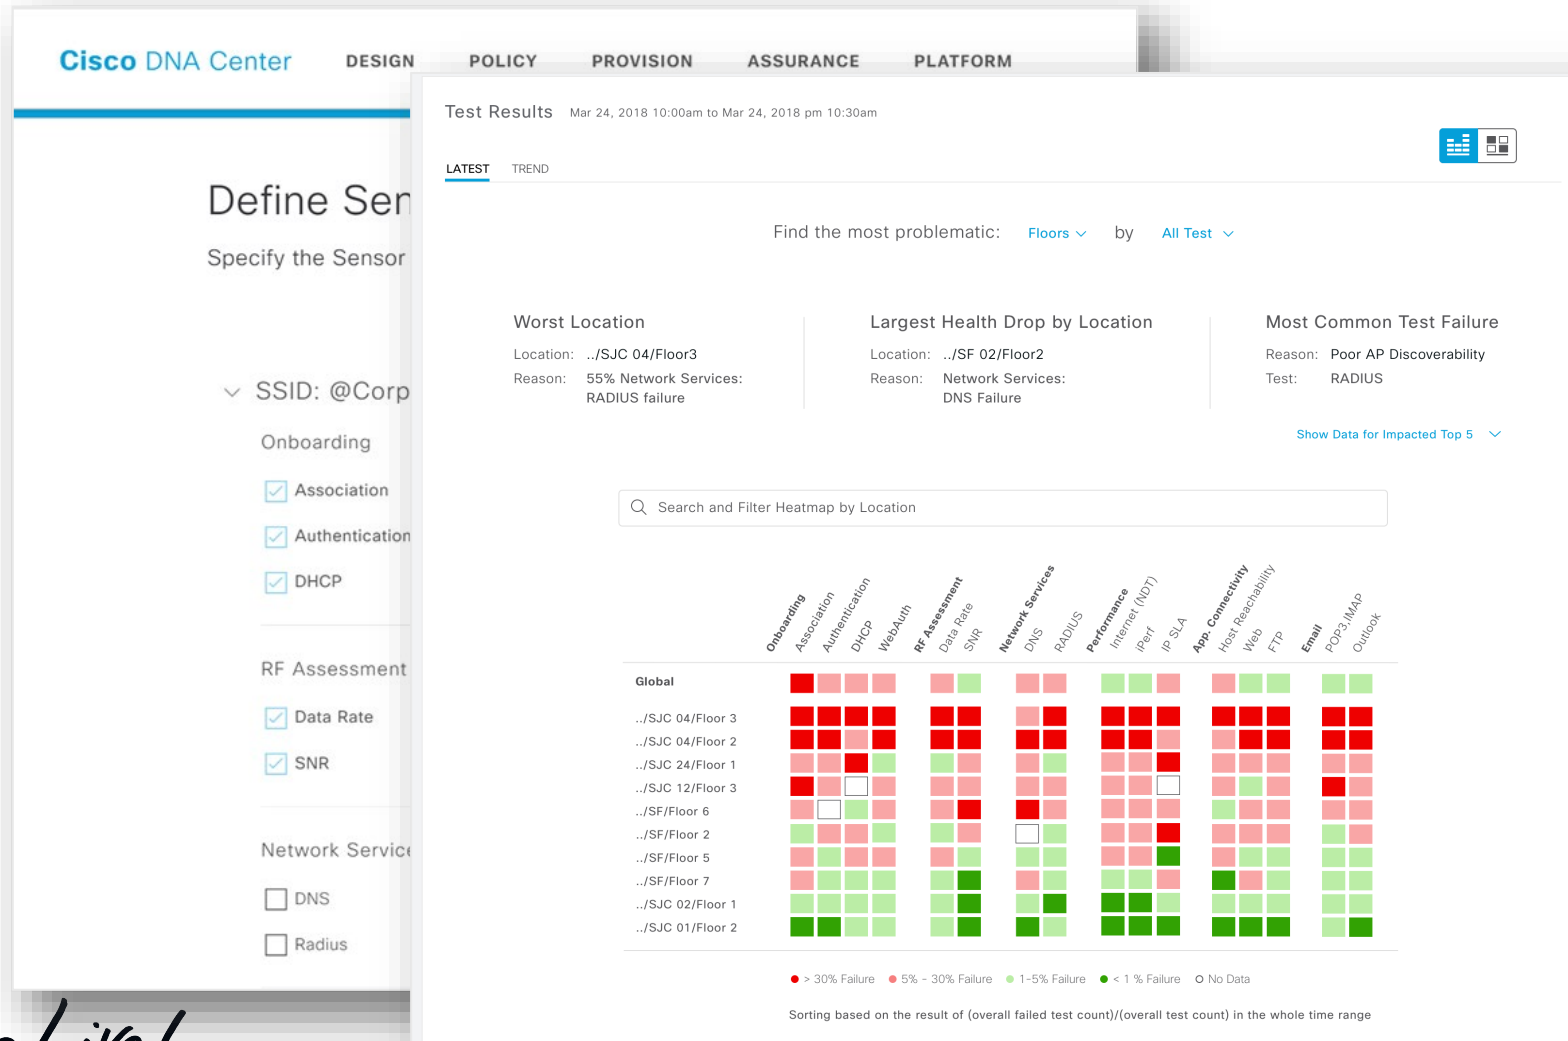 Cisco DNA Center DESIGN POLICY PROVISION ASSURANCE PLATFORM
Define Sen
Specify the Sensor
SSID: @Corp
Onboarding
Association
Authentication
DHCP
RF Assessment
Data Rate
SNR
Network Service
DNS
Radius
Test Results Mar 24, 2018 10:00am to Mar 24, 2018 pm 10:30am
LATEST TREND
Find the most problematic: Floors by All Test
Worst Location
Location: ../SJC 04/Floor3
Reason: 55% Network Services:
RADIUS failure
Largest Health Drop by Location
Location: ../SF 02/Floor2
Reason: Network Services:
DNS Failure
Most Common Test Failure
Reason: Poor AP Discoverability
Test: RADIUS
Show Data for Impacted Top 5
Search and Filter Heatmap by Location
Onboarding
Association
Authentication
DHCP
WebAuth
RF Assessment
Data Rate
SNR
Network Services
DNS
RADIUS
Performance
Internet (NDT)
iPerf
IP SLA
App. Connectivity
Host Reachability
Web
FTP
Email
POP3,IMAP
Outlook
Global
../SJC 04/Floor 3
../SJC 04/Floor 2
../SJC 24/Floor 1
../SJC 12/Floor 3
../SF/Floor 6
../SF/Floor 2
../SF/Floor 5
../SF/Floor 7
../SJC 02/Floor 1
../SJC 01/Floor 2
> 30% Failure 5% - 30% Failure 1-5% Failure < 1 % Failure No Data
Sorting based on the result of (overall failed test count)/(overall test count) in the whole time range